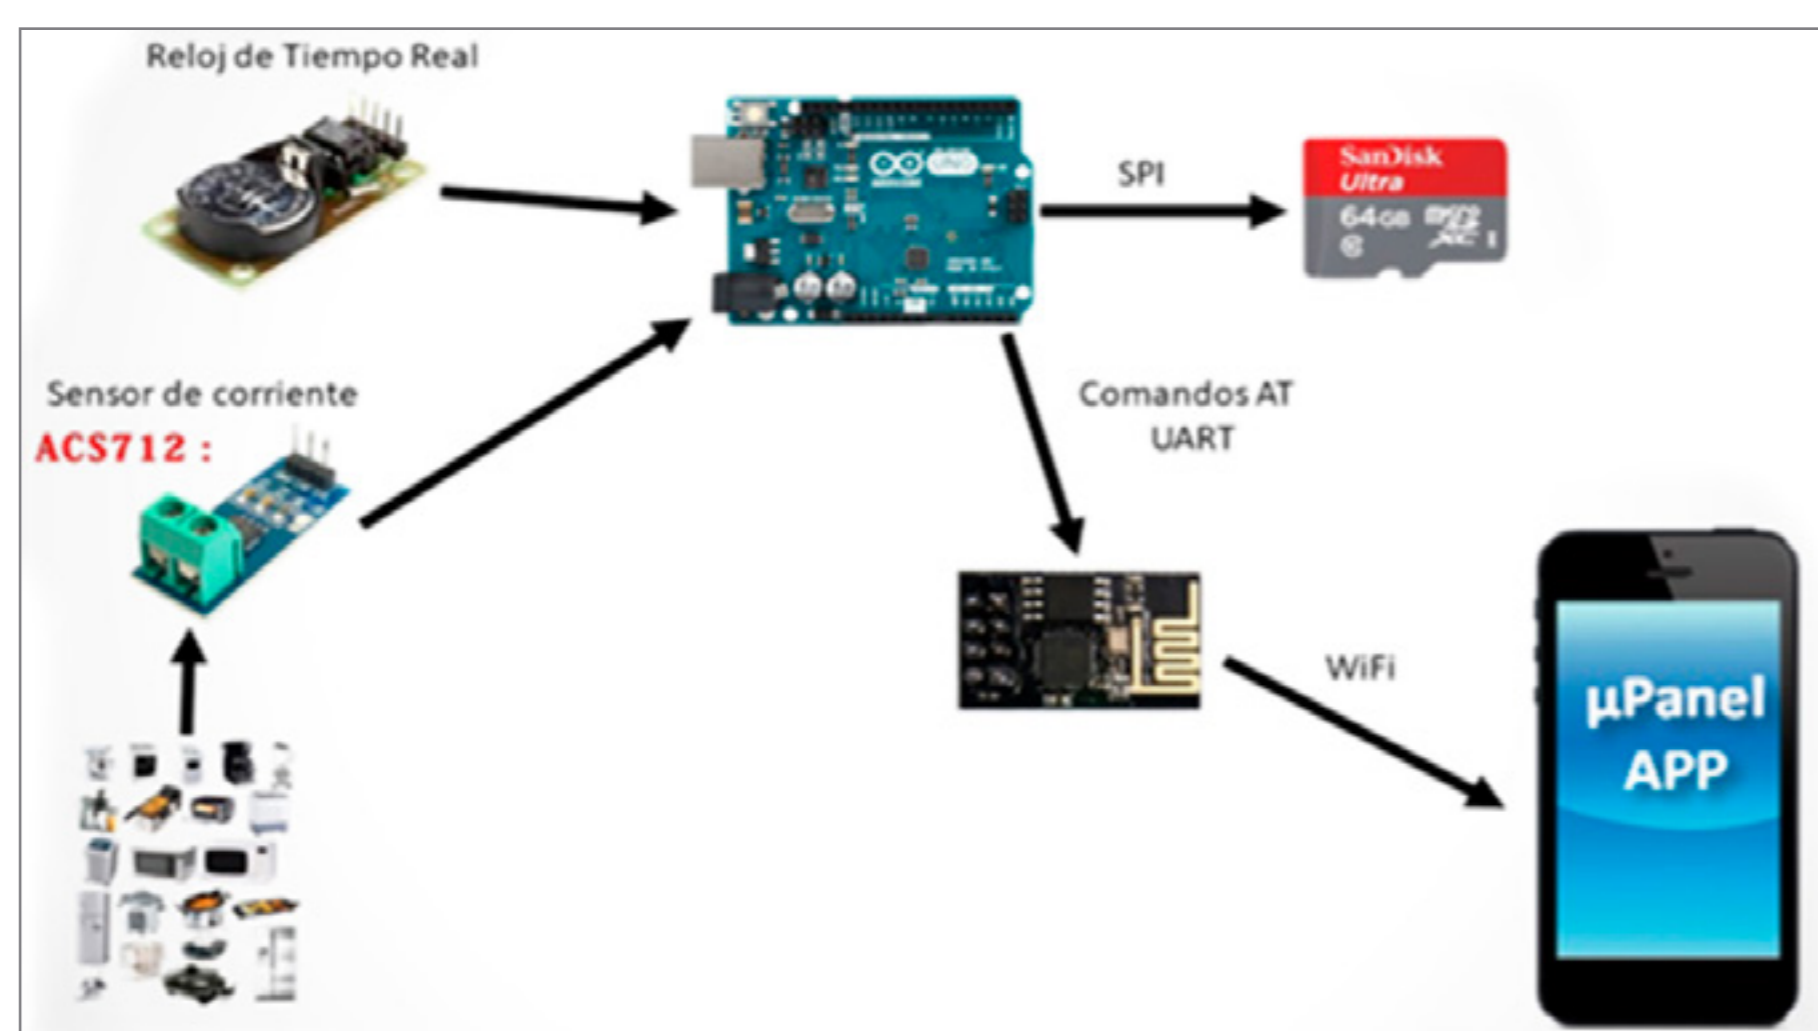 Reloj de Tiempo Real
SPI
SanDisk
Ultra
64GB
Sensor de corriente
ACS712 :
Comandos AT
UART
WiFi
µPanel
APP